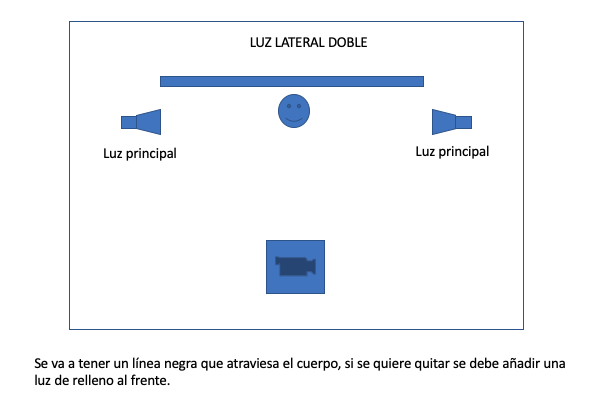 LUZ LATERAL DOBLE
Luz principal
Luz principal
Se va a tener un línea negra que atraviesa el cuerpo, si se quiere quitar se debe añadir una
luz de relleno al frente.